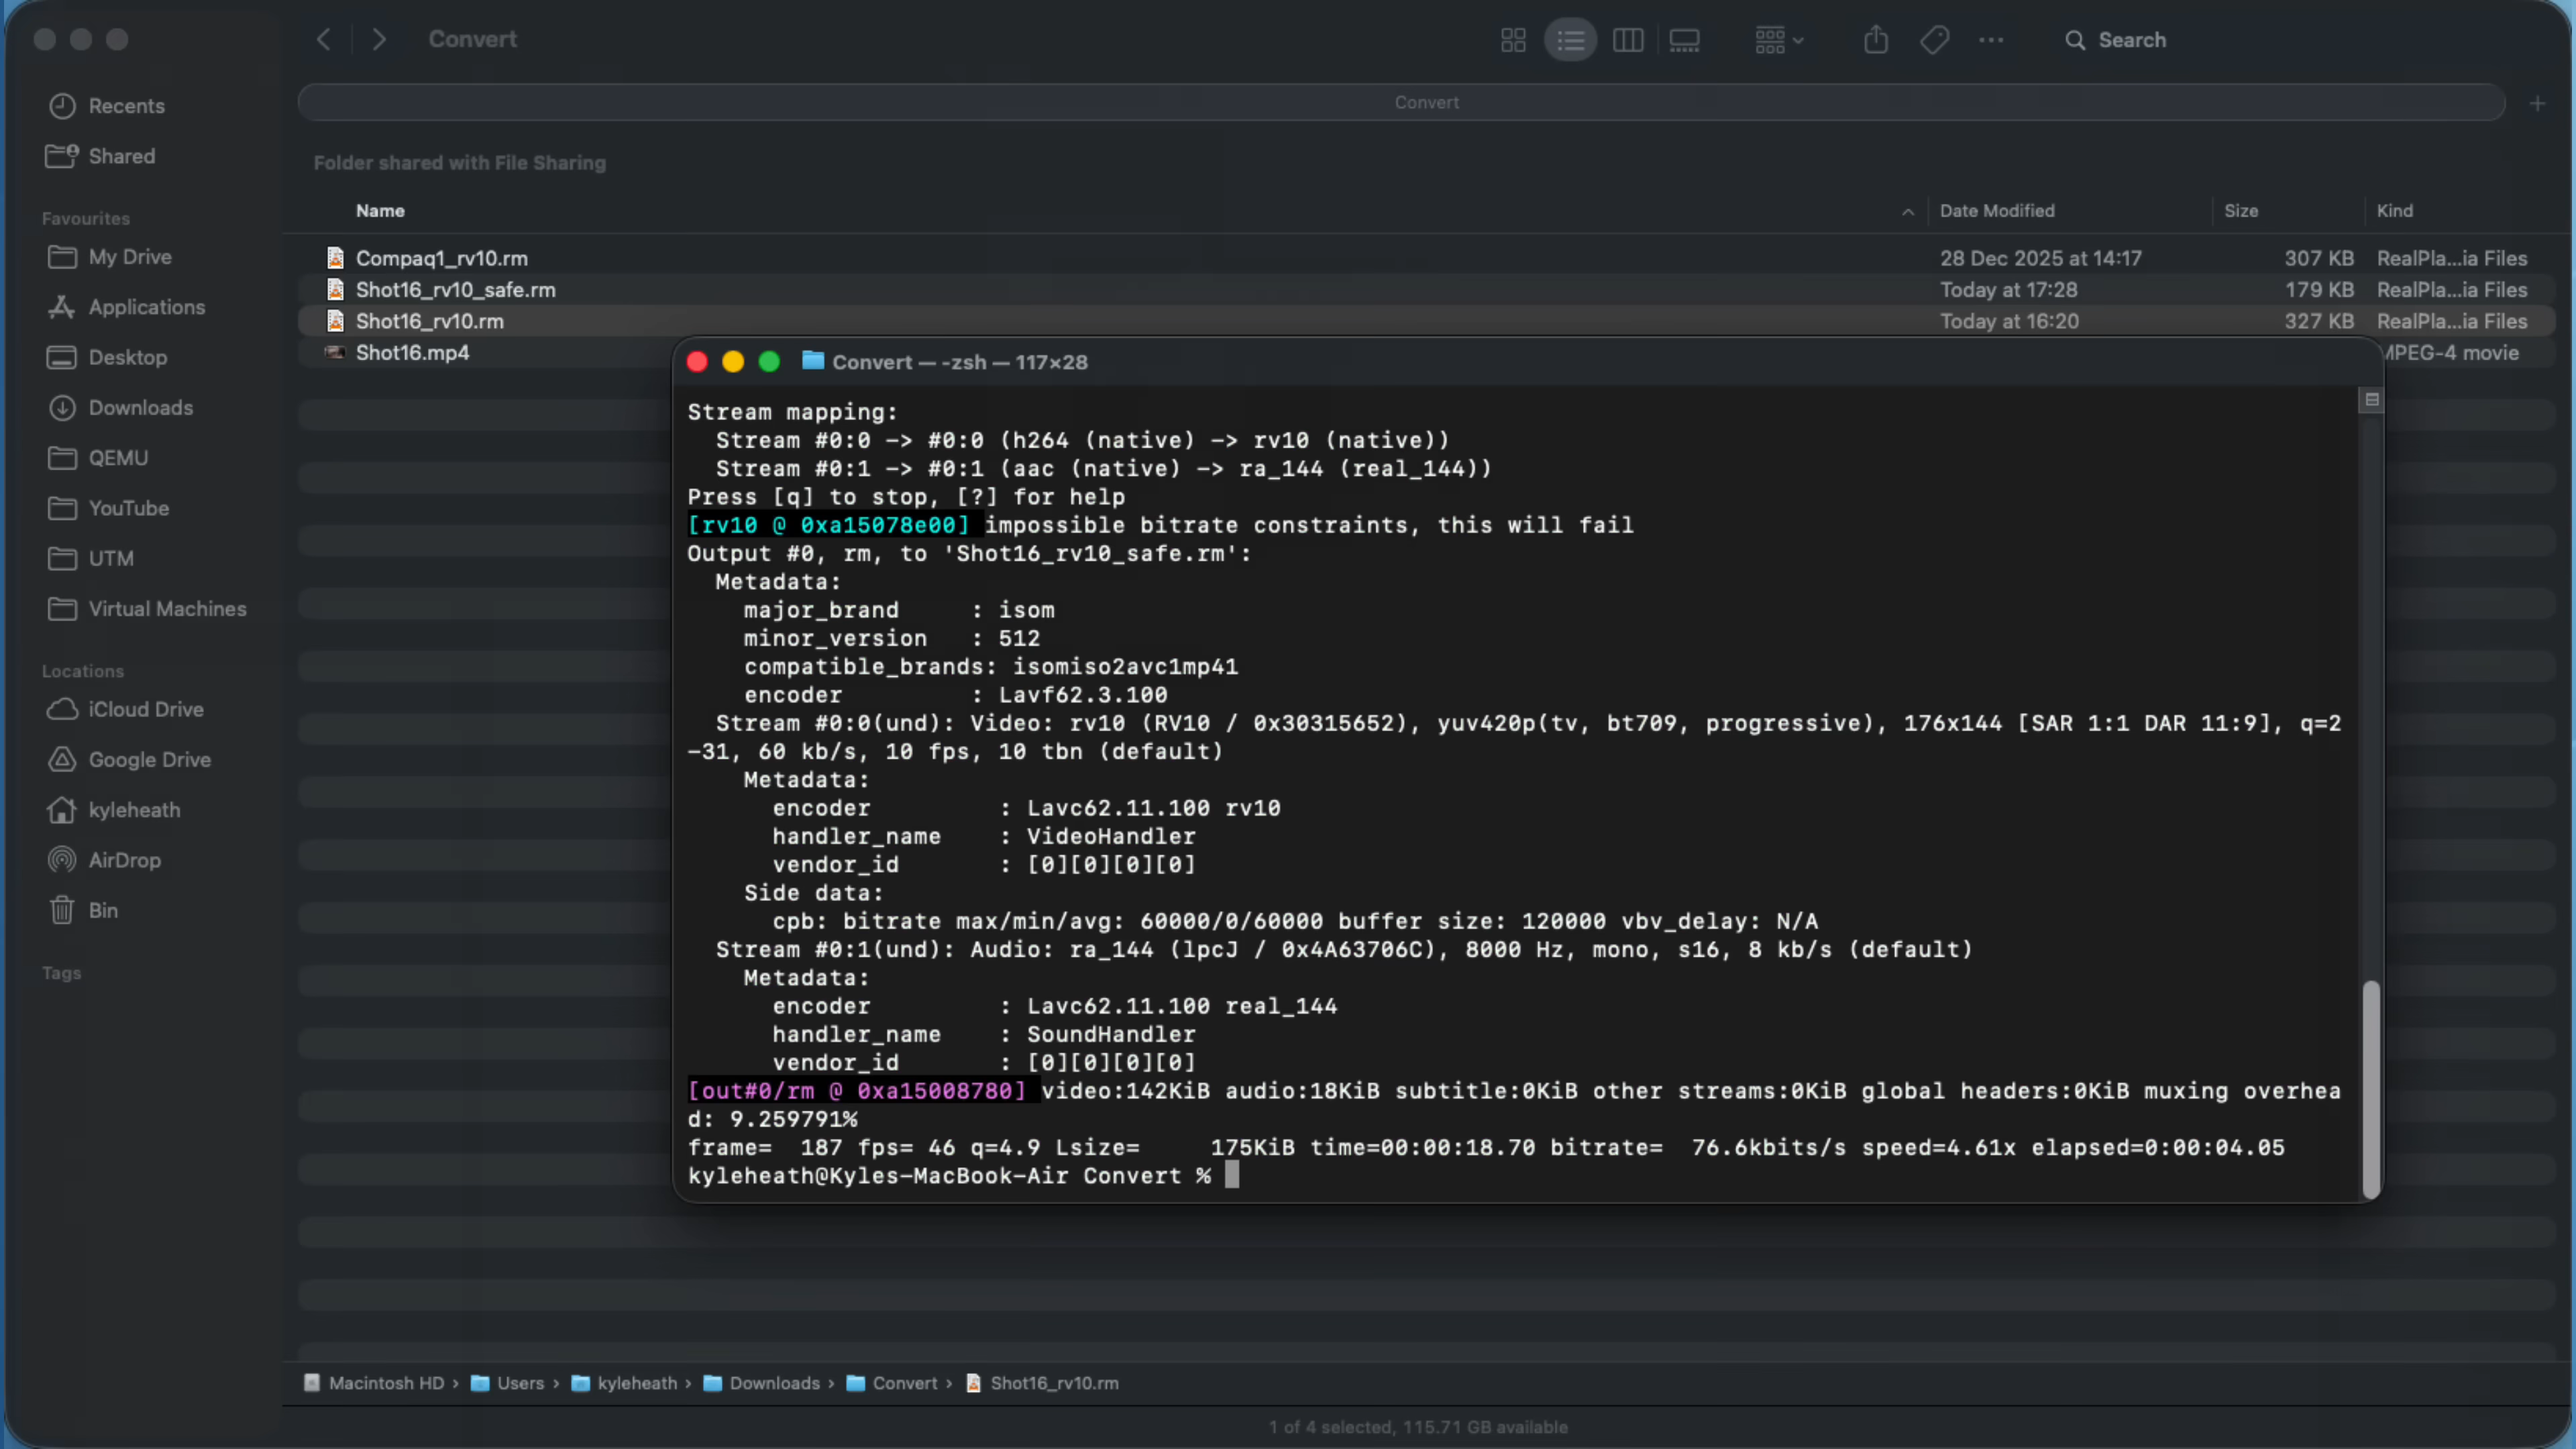 Convert
Search
Recents
Shared
Favourites
My Drive
Applications
Desktop
Downloads
QEMU
YouTube
UTM
Virtual Machines
Locations
iCloud Drive
Google Drive
kyleheath
AirDrop
Bin
Tags
Convert
Folder shared with File Sharing
Name Date Modified Size Kind
Compaq1_rv10.rm 28 Dec 2025 at 14:17 307 KB RealPla...ia Files
Shot16_rv10_safe.rm Today at 17:28 179 KB RealPla...ia Files
Shot16_rv10.rm Today at 16:20 327 KB RealPla...ia Files
Shot16.mp4 MPEG-4 movie
Convert — -zsh — 117×28
Stream mapping:
Stream #0:0 -> #0:0 (h264 (native) -> rv10 (native))
Stream #0:1 -> #0:1 (aac (native) -> ra_144 (real_144))
Press [q] to stop, [?] for help
[rv10 @ 0xa15078e00] impossible bitrate constraints, this will fail
Output #0, rm, to 'Shot16_rv10_safe.rm':
Metadata:
major_brand : isom
minor_version : 512
compatible_brands: isomiso2avc1mp41
encoder : Lavf62.3.100
Stream #0:0(und): Video: rv10 (RV10 / 0x30315652), yuv420p(tv, bt709, progressive), 176x144 [SAR 1:1 DAR 11:9], q=2
-31, 60 kb/s, 10 fps, 10 tbn (default)
Metadata:
encoder : Lavc62.11.100 rv10
handler_name : VideoHandler
vendor_id : [0][0][0][0]
Side data:
cpb: bitrate max/min/avg: 60000/0/60000 buffer size: 120000 vbv_delay: N/A
Stream #0:1(und): Audio: ra_144 (lpcJ / 0x4A63706C), 8000 Hz, mono, s16, 8 kb/s (default)
Metadata:
encoder : Lavc62.11.100 real_144
handler_name : SoundHandler
vendor_id : [0][0][0][0]
[out#0/rm @ 0xa15008780] video:142KiB audio:18KiB subtitle:0KiB other streams:0KiB global headers:0KiB muxing overhea
d: 9.259791%
frame= 187 fps= 46 q=4.9 Lsize= 175KiB time=00:00:18.70 bitrate= 76.6kbits/s speed=4.61x elapsed=0:00:04.05
kyleheath@Kyles-MacBook-Air Convert %
Macintosh HD › Users › kyleheath › Downloads › Convert › Shot16_rv10.rm
1 of 4 selected, 115.71 GB available